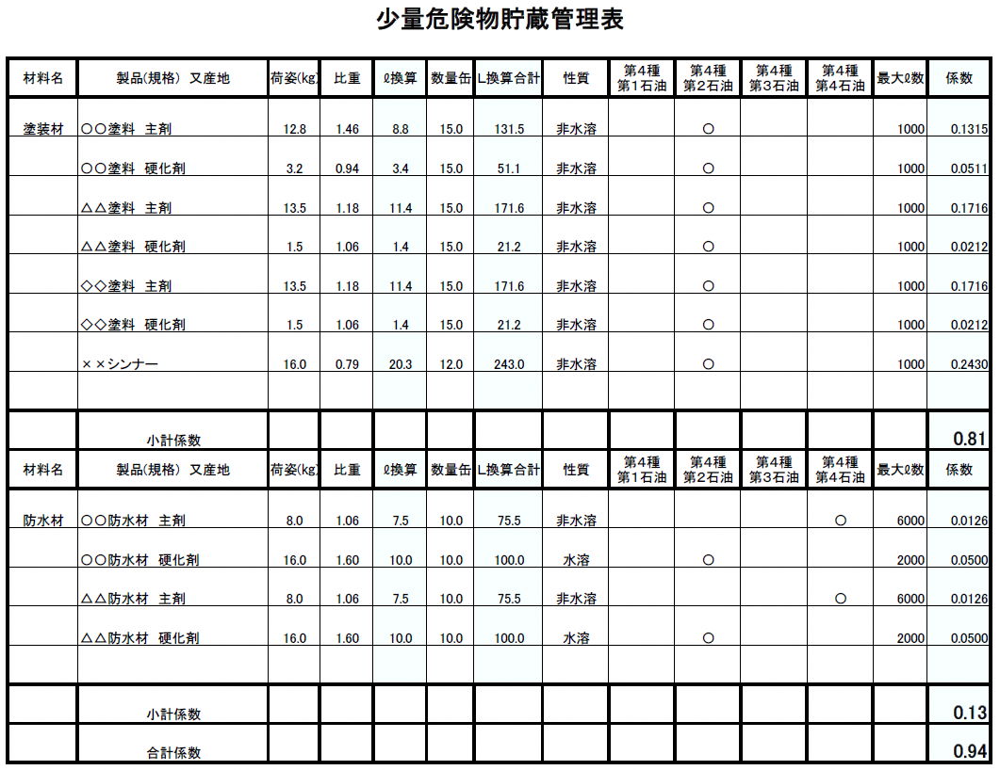 少量危険物貯蔵管理表
材料名 製品(規格) 又産地 荷姿(kg) 比重 ℓ換算 数量缶 L換算合計 性質 第4種 第1石油 第4種 第2石油 第4種 第3石油 第4種 第4石油 最大ℓ数 係数
塗装材 〇〇塗料 主剤 12.8 1.46 8.8 15.0 131.5 非水溶 〇 1000 0.1315
〇〇塗料 硬化剤 3.2 0.94 3.4 15.0 51.1 非水溶 〇 1000 0.0511
△△塗料 主剤 13.5 1.18 11.4 15.0 171.6 非水溶 〇 1000 0.1716
△△塗料 硬化剤 1.5 1.06 1.4 15.0 21.2 非水溶 〇 1000 0.0212
◇◇塗料 主剤 13.5 1.18 11.4 15.0 171.6 非水溶 〇 1000 0.1716
◇◇塗料 硬化剤 1.5 1.06 1.4 15.0 21.2 非水溶 〇 1000 0.0212
××シンナー 16.0 0.79 20.3 12.0 243.0 非水溶 〇 1000 0.2430
小計係数 0.81
材料名 製品(規格) 又産地 荷姿(kg) 比重 ℓ換算 数量缶 L換算合計 性質 第4種 第1石油 第4種 第2石油 第4種 第3石油 第4種 第4石油 最大ℓ数 係数
防水材 〇〇防水材 主剤 8.0 1.06 7.5 10.0 75.5 非水溶 〇 6000 0.0126
〇〇防水材 硬化剤 16.0 1.60 10.0 10.0 100.0 水溶 〇 2000 0.0500
△△防水材 主剤 8.0 1.06 7.5 10.0 75.5 非水溶 〇 6000 0.0126
△△防水材 硬化剤 16.0 1.60 10.0 10.0 100.0 水溶 〇 2000 0.0500
小計係数 0.13
合計係数 0.94